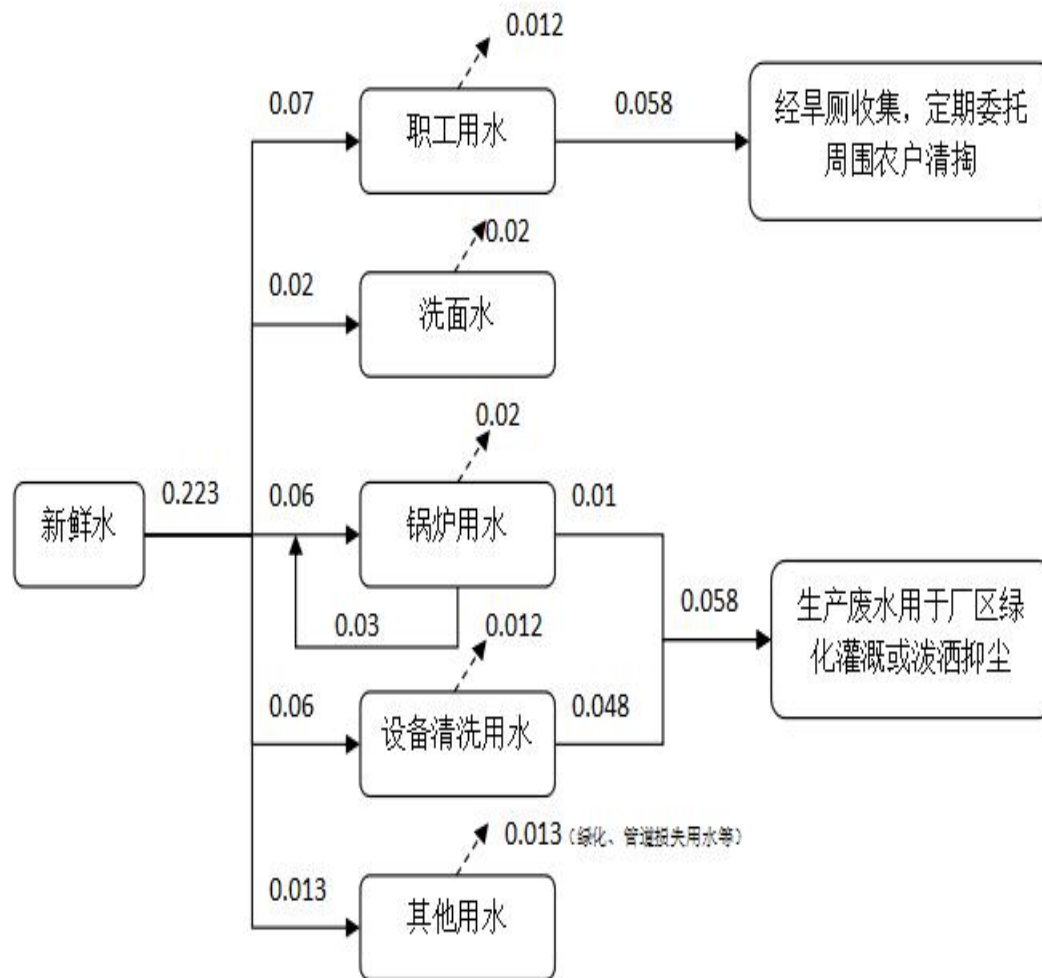 0.012
0.07
职工用水
0.058
经旱厕收集，定期委托
周围农户清掏
0.02
0.02
洗面水
0.02
新鲜水
0.223
0.06
锅炉用水
0.01
0.03
0.012
0.058
生产废水用于厂区绿
化灌溉或泼洒抑尘
0.06
设备清洗用水
0.048
0.013（绿化、管道损失用水等）
0.013
其他用水